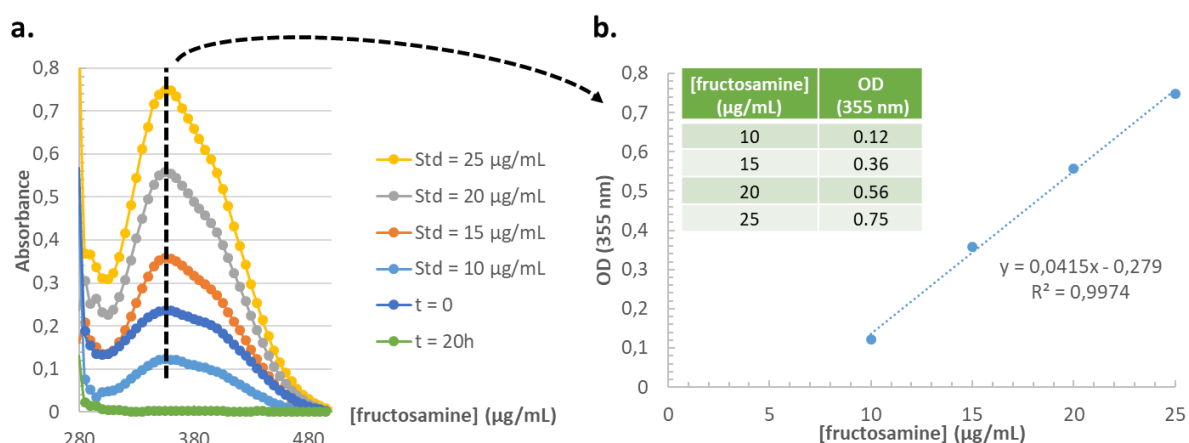 a.
Absorbance
0,8
0,7
0,6
0,5
0,4
0,3
0,2
0,1
0
280
380
480
[fructosamine] (µg/mL)
Std = 25 µg/mL
Std = 20 µg/mL
Std = 15 µg/mL
Std = 10 µg/mL
t = 0
t = 20h
b.
OD (355 nm)
0,8
0,7
0,6
0,5
0,4
0,3
0,2
0,1
0
[fructosamine] OD
(µg/mL) (355 nm)
10 0.12
15 0.36
20 0.56
25 0.75
y = 0,0415x - 0,279
R² = 0,9974
0 5 10 15 20 25
[fructosamine] (µg/mL)